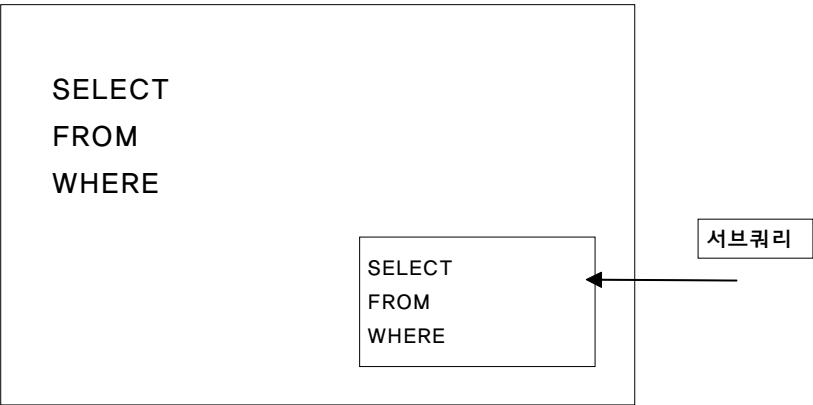 SELECT
FROM
WHERE
서브쿼리
SELECT
FROM
WHERE